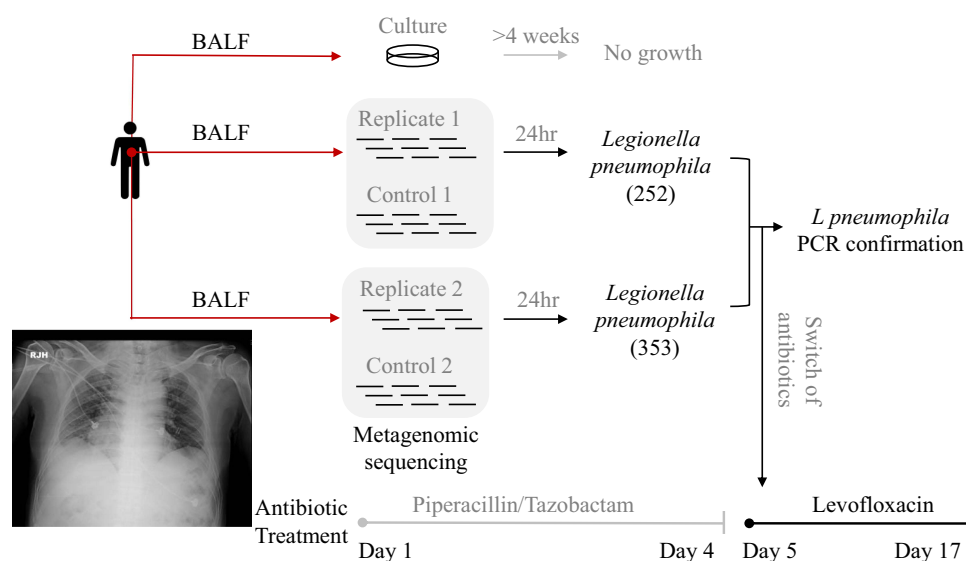 Culture
BALF
>4 weeks
No growth
BALF
Replicate 1
24hr
Legionella
pneumophila
(252)
Control 1
L pneumophila
PCR confirmation
BALF
Replicate 2
24hr
Legionella
pneumophila
(353)
Control 2
Switch of
antibiotics
RJH
Metagenomic
sequencing
Antibiotic
Treatment
Piperacillin/Tazobactam
Levofloxacin
Day 1
Day 4
Day 5
Day 17